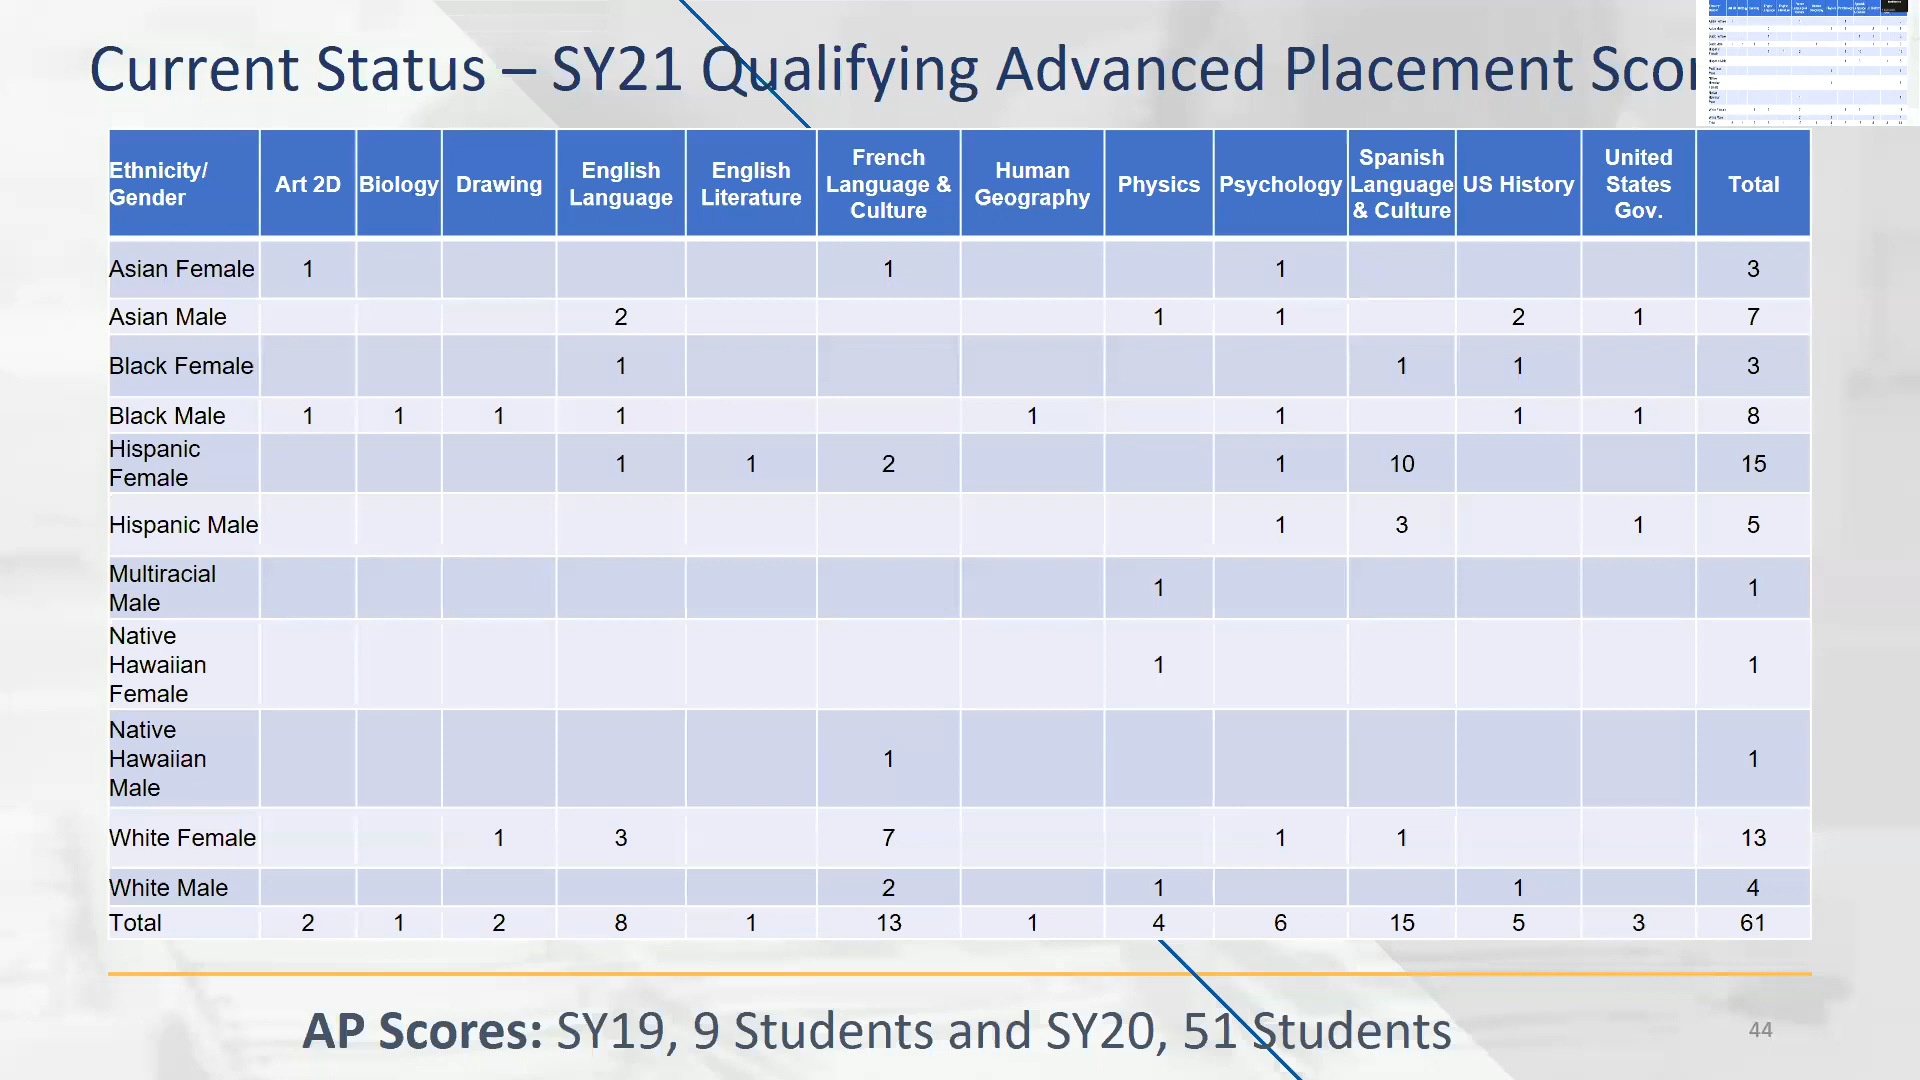 Current Status – SY21 Qualifying Advanced Placement
Ethnicity/ Gender Art 2D Biology Drawing English Language English Literature French Language & Culture Human Geography Physics Psychology Spanish Language & Culture US History United States Gov. Total
Asian Female 1 1 1 3
Asian Male 2 1 1 2 1 7
Black Female 1 1 1 3
Black Male 1 1 1 1 1 1 1 1 8
Hispanic Female 1 1 2 1 10 15
Hispanic Male 1 3 1 5
Multiracial Male 1 1
Native Hawaiian Female 1 1
Native Hawaiian Male 1 1
White Female 1 3 7 1 1 13
White Male 2 1 1 4
Total 2 1 2 8 1 13 1 4 6 15 5 3 61
AP Scores: SY19, 9 Students and SY20, 51 Students
44